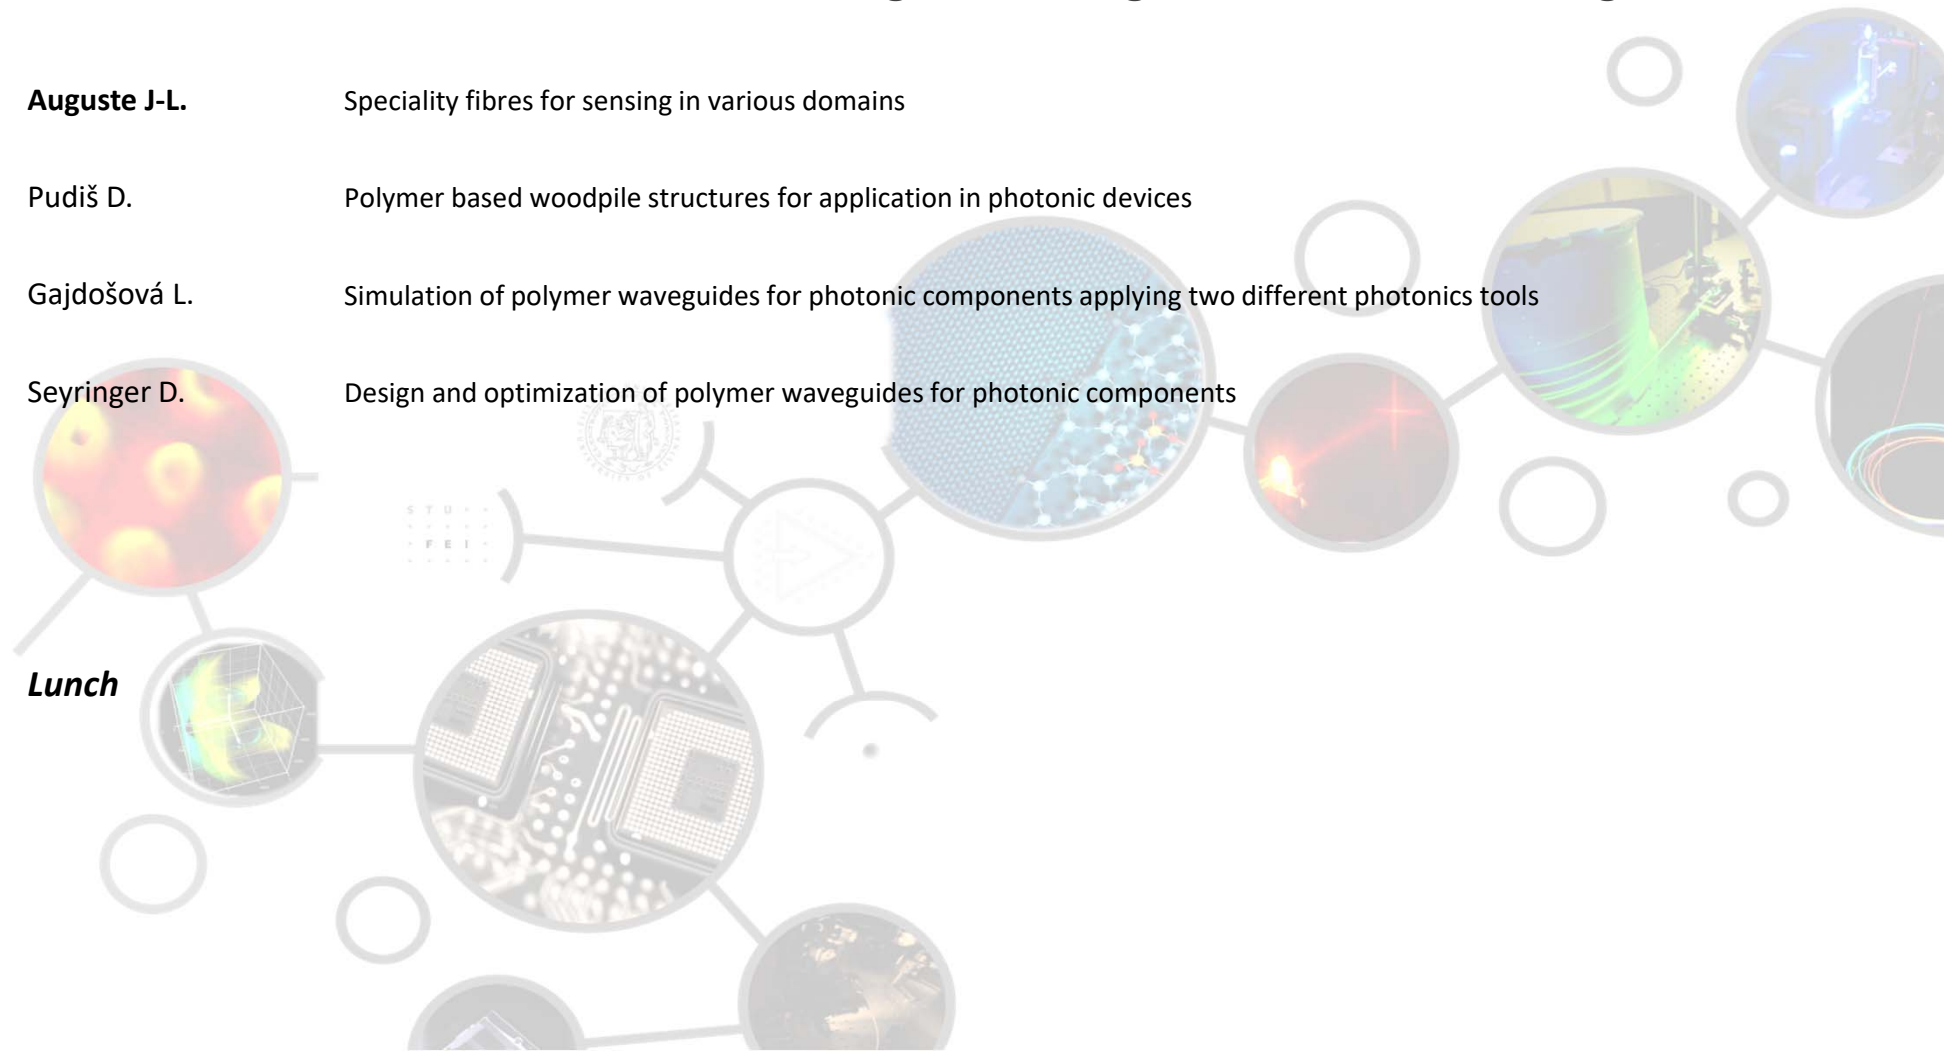 Auguste J-L. Speciality fibres for sensing in various domains
Pudiš D. Polymer based woodpile structures for application in photonic devices
Gajdošová L. Simulation of polymer waveguides for photonic components applying two different photonics tools
Seyringer D. Design and optimization of polymer waveguides for photonic components
S T U
F E I
Lunch